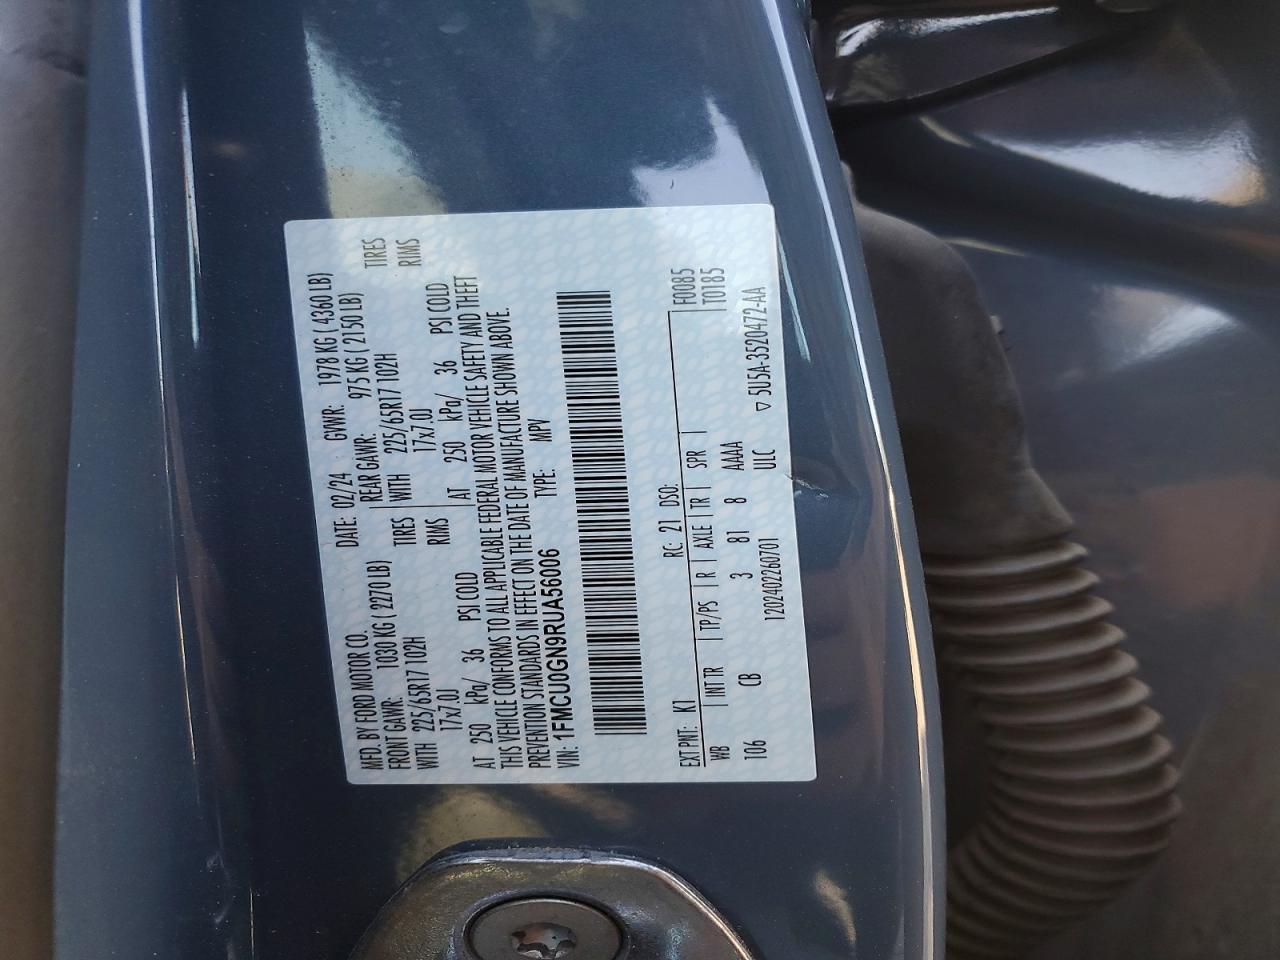 MFD. BY FORD MOTOR CO. DATE: 02/24 GVWR: 1978 KG ( 4360 LB)
FRONT GAWR: 1030 KG ( 2270 LB) REAR GAWR: 975 KG ( 2150 LB)
WITH 225/65R17 102H TIRES WITH 225/65R17 102H TIRES
17x7.0J RIMS 17x7.0J RIMS
AT 250 kPa/ 36 PSI COLD AT 250 kPa/ 36 PSI COLD
THIS VEHICLE CONFORMS TO ALL APPLICABLE FEDERAL MOTOR VEHICLE SAFETY AND THEFT
PREVENTION STANDARDS IN EFFECT ON THE DATE OF MANUFACTURE SHOWN ABOVE.
VIN: 1FMCU0GN9RUA56006 TYPE: MPV
EXT PNT: K1 RC: 21 DSO: F0085
WB INT TR TP/PS R AXLE TR SPR T0185
106 CB 3 81 8 AAAA
1202402260701 ULC ▽ 5U5A-3520472-AA